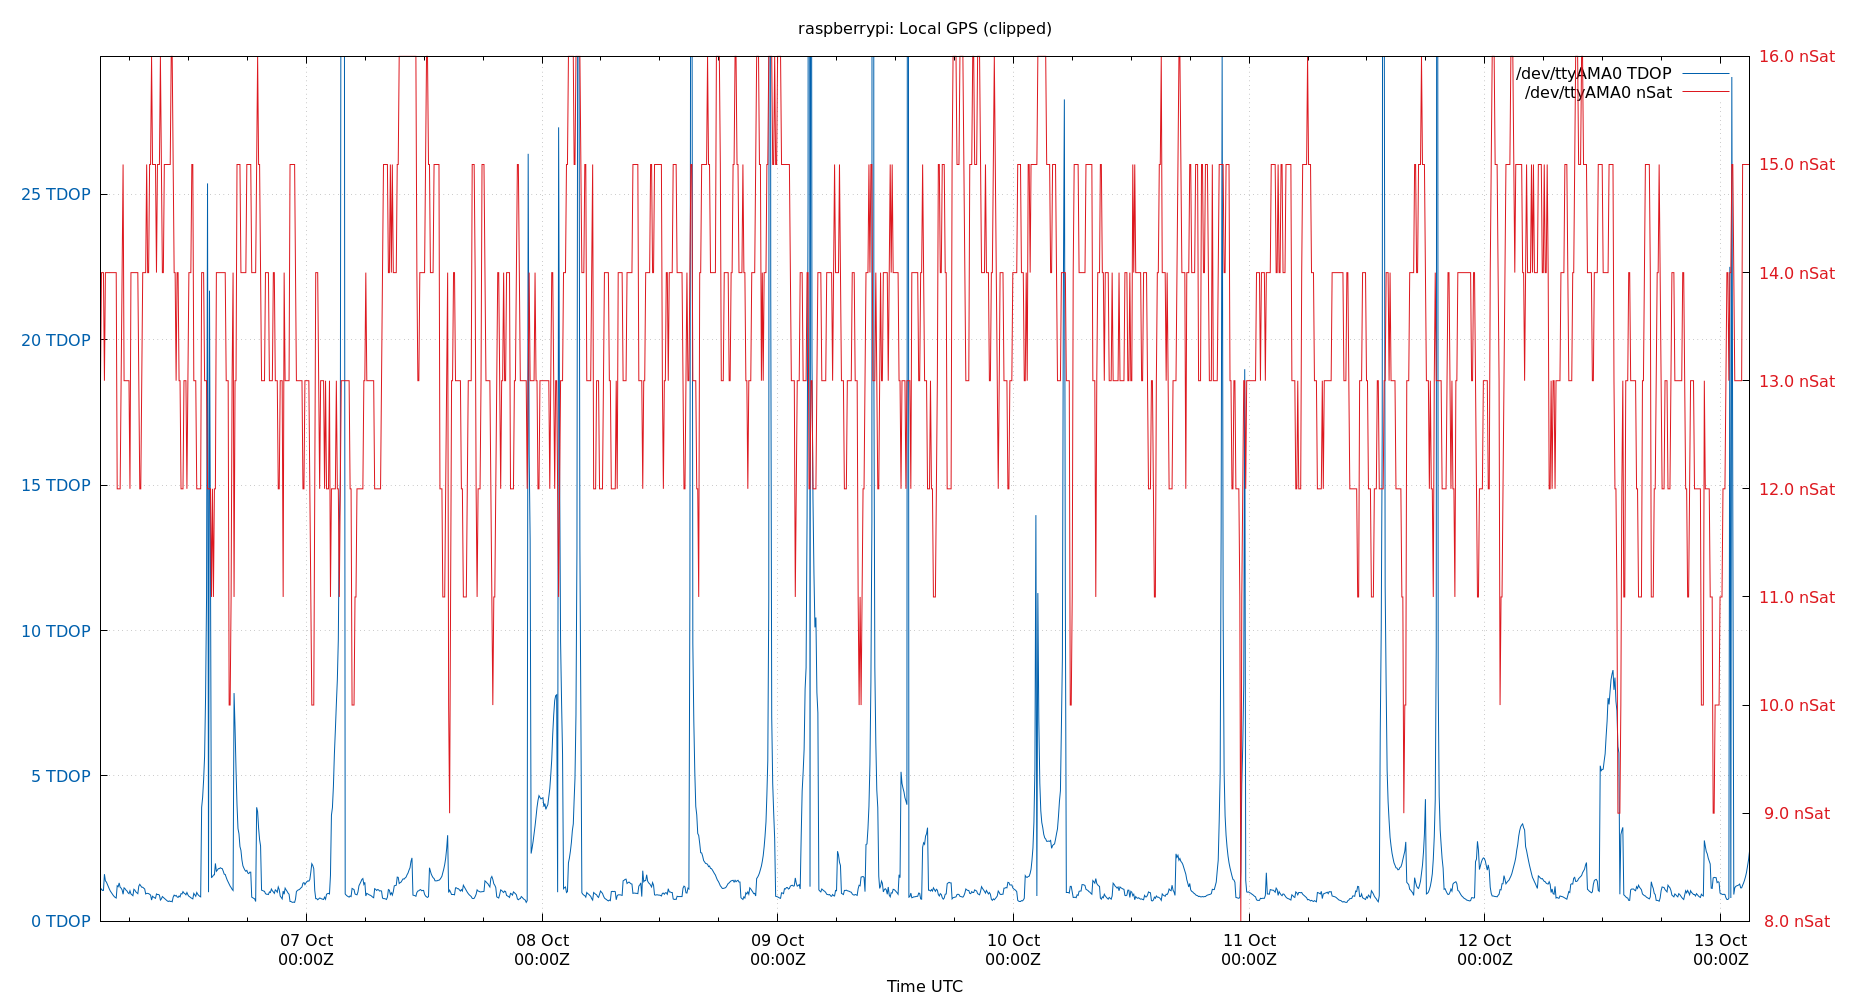 raspberrypi: Local GPS (clipped)
/dev/ttyAMA0 TDOP
/dev/ttyAMA0 nSat
25 TDOP
20 TDOP
15 TDOP
10 TDOP
5 TDOP
0 TDOP
16.0 nSat
15.0 nSat
14.0 nSat
13.0 nSat
12.0 nSat
11.0 nSat
10.0 nSat
9.0 nSat
8.0 nSat
07 Oct
00:00Z
08 Oct
00:00Z
09 Oct
00:00Z
10 Oct
00:00Z
11 Oct
00:00Z
12 Oct
00:00Z
13 Oct
00:00Z
Time UTC